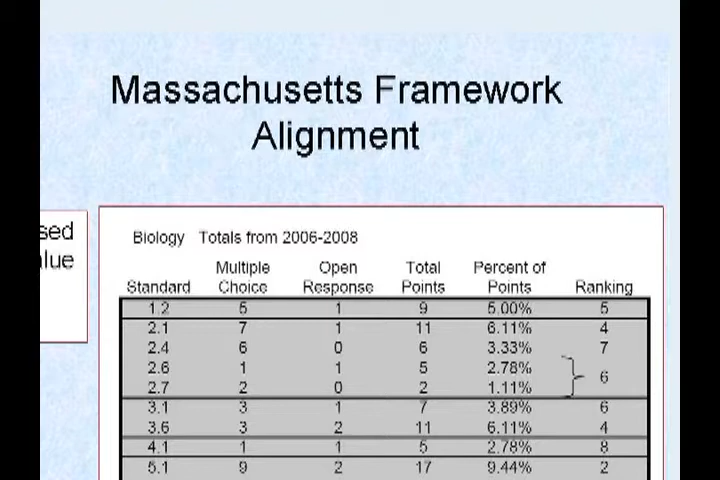 Massachusetts Framework
Alignment
sed
lue
Biology Totals from 2006-2008
Standard Multiple Choice Open Response Total Points Percent of Points Ranking
1.2 5 1 9 5.00% 5
2.1 7 1 11 6.11% 4
2.4 6 0 6 3.33% 7
2.6 1 1 5 2.78%
2.7 2 0 2 1.11% 6
3.1 3 1 7 3.89% 6
3.6 3 2 11 6.11% 4
4.1 1 1 5 2.78% 8
5.1 9 2 17 9.44% 2